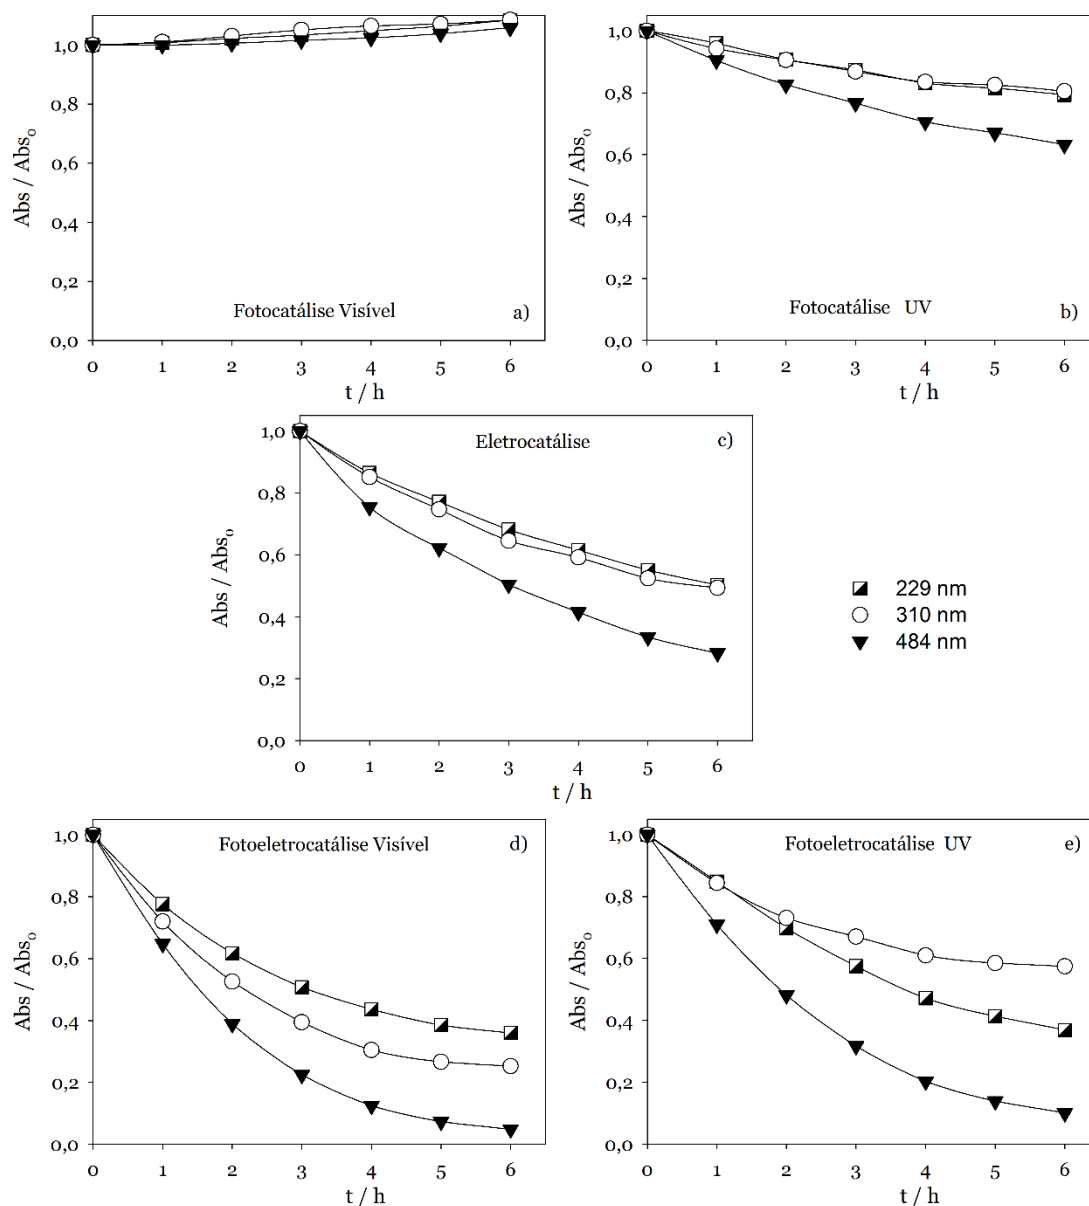 1,0
0,8
0,6
0,4
0,2
0,0
Abs / Abs₀
Fotocatálise Visível
a)
0 1 2 3 4 5 6
t / h
1,0
0,8
0,6
0,4
0,2
0,0
Abs / Abs₀
Fotocatálise UV
b)
0 1 2 3 4 5 6
t / h
1,0
0,8
0,6
0,4
0,2
0,0
Abs / Abs₀
Eletrocatálise
c)
0 1 2 3 4 5 6
t / h
229 nm
310 nm
484 nm
1,0
0,8
0,6
0,4
0,2
0,0
Abs / Abs₀
Fotoeletrocatálise Visível
d)
0 1 2 3 4 5 6
t / h
1,0
0,8
0,6
0,4
0,2
0,0
Abs / Abs₀
Fotoeletrocatálise UV
e)
0 1 2 3 4 5 6
t / h